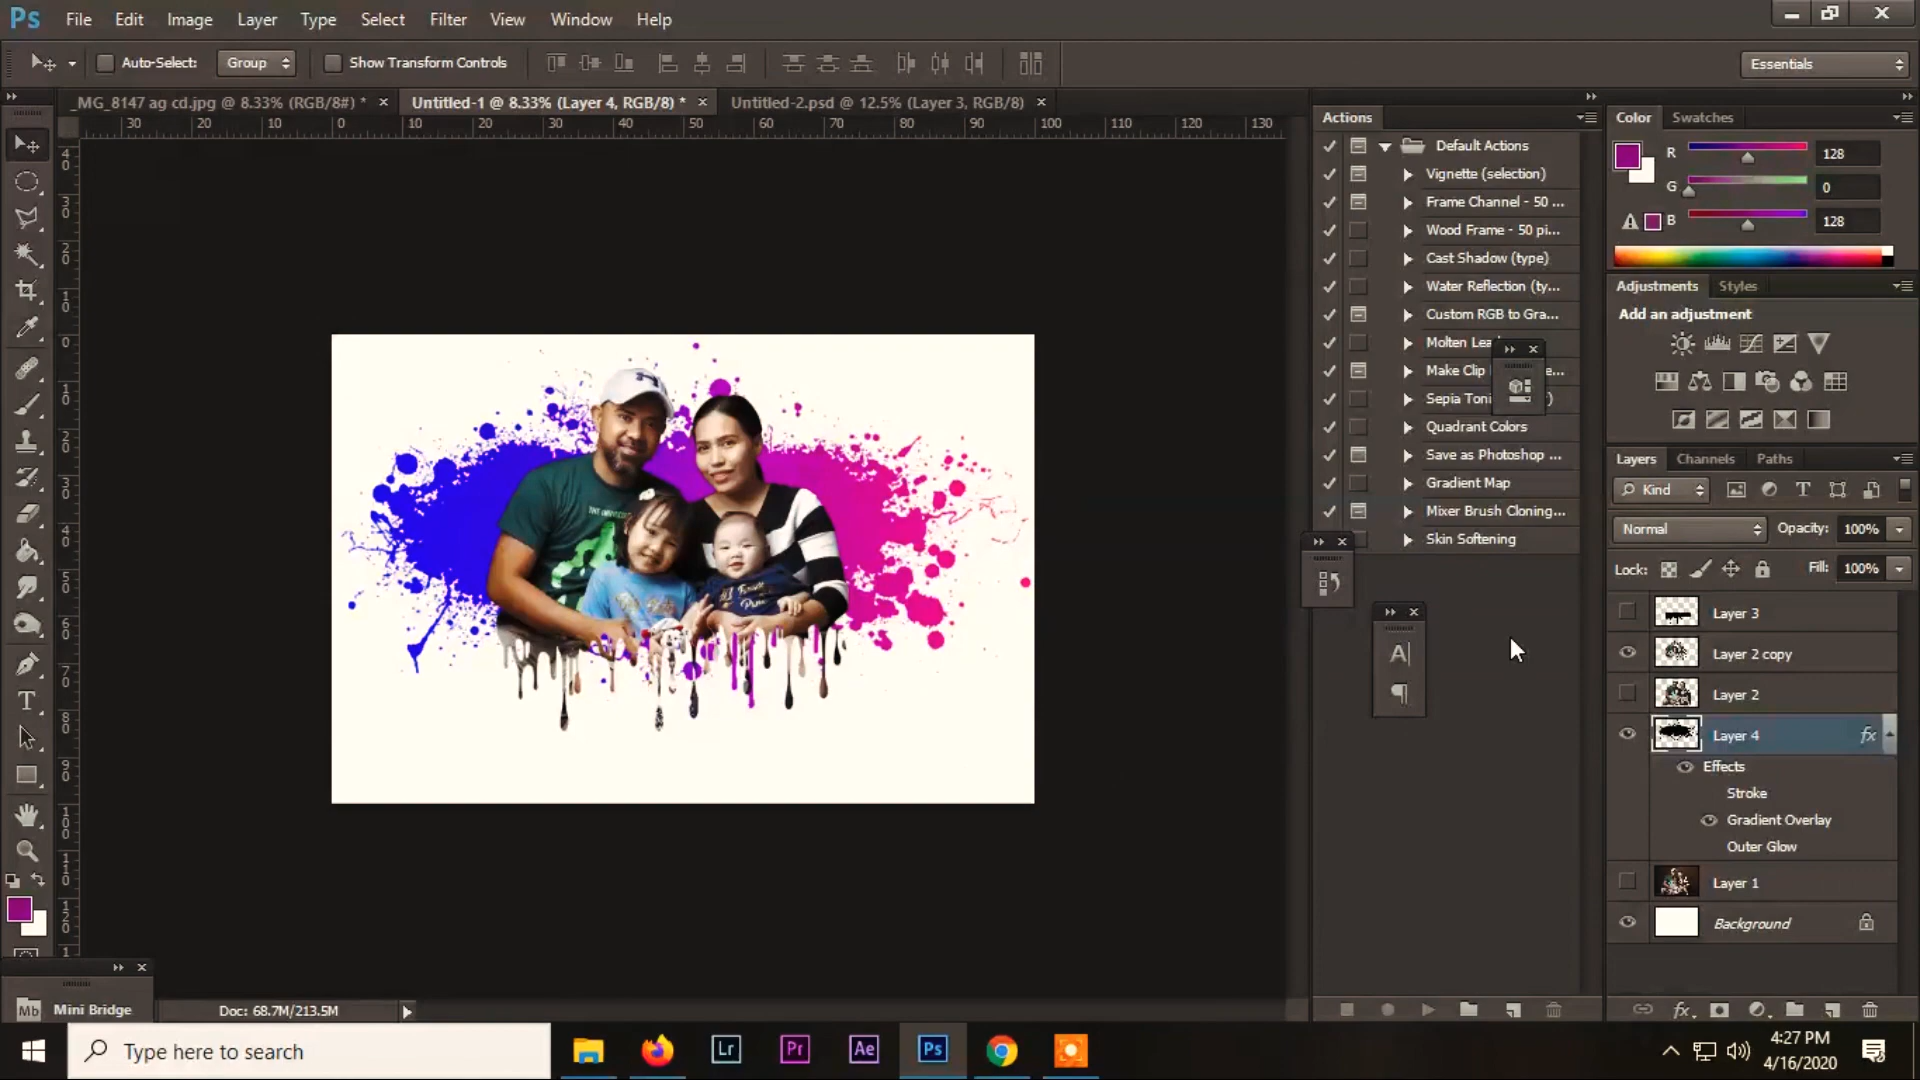 Ps File Edit Image Layer Type Select Filter View Window Help
Auto-Select: Group Show Transform Controls Essentials
_MG_8147 ag cd.jpg @ 8.33% (RGB/8#) * × Untitled-1 @ 8.33% (Layer 4, RGB/8) * × Untitled-2.psd @ 12.5% (Layer 3, RGB/8) ×
30 20 10 0 10 20 30 40 50 60 70 80 90 100 110 120 130
Actions
Default Actions
Vignette (selection)
Frame Channel - 50 ...
Wood Frame - 50 pi...
Cast Shadow (type)
Water Reflection (ty...
Custom RGB to Gra...
Molten Lea
Make Clip e...
Sepia Toni )
Quadrant Colors
Save as Photoshop ...
Gradient Map
Mixer Brush Cloning...
Skin Softening
Color Swatches
R 128
G 0
B 128
Adjustments Styles
Add an adjustment
Layers Channels Paths
Kind
Normal Opacity: 100%
Lock: Fill: 100%
Layer 3
Layer 2 copy
Layer 2
Layer 4 fx
Effects
Stroke
Gradient Overlay
Outer Glow
Layer 1
Background
Mb Mini Bridge
Doc: 68.7M/213.5M
Type here to search
Lr Pr Ae Ps
4:27 PM
4/16/2020